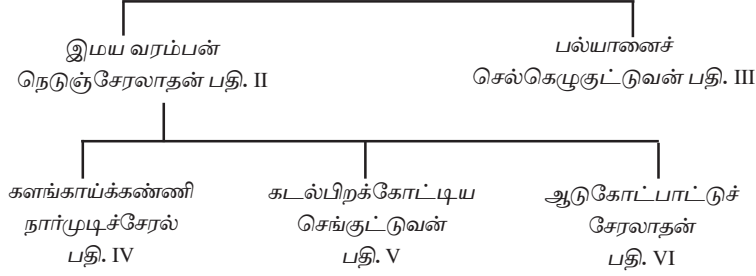 இமய வரம்பன்
நெடுஞ்சேரலாதன் பதி. II
பல்யானைச்
செல்கெழுகுட்டுவன் பதி. III
களங்காய்க்கண்ணி
நார்முடிச்சேரல்
பதி. IV
கடல்பிறக்கோட்டிய
செங்குட்டுவன்
பதி. V
ஆடுகோட்பாட்டுச்
சேரலாதன்
பதி. VI